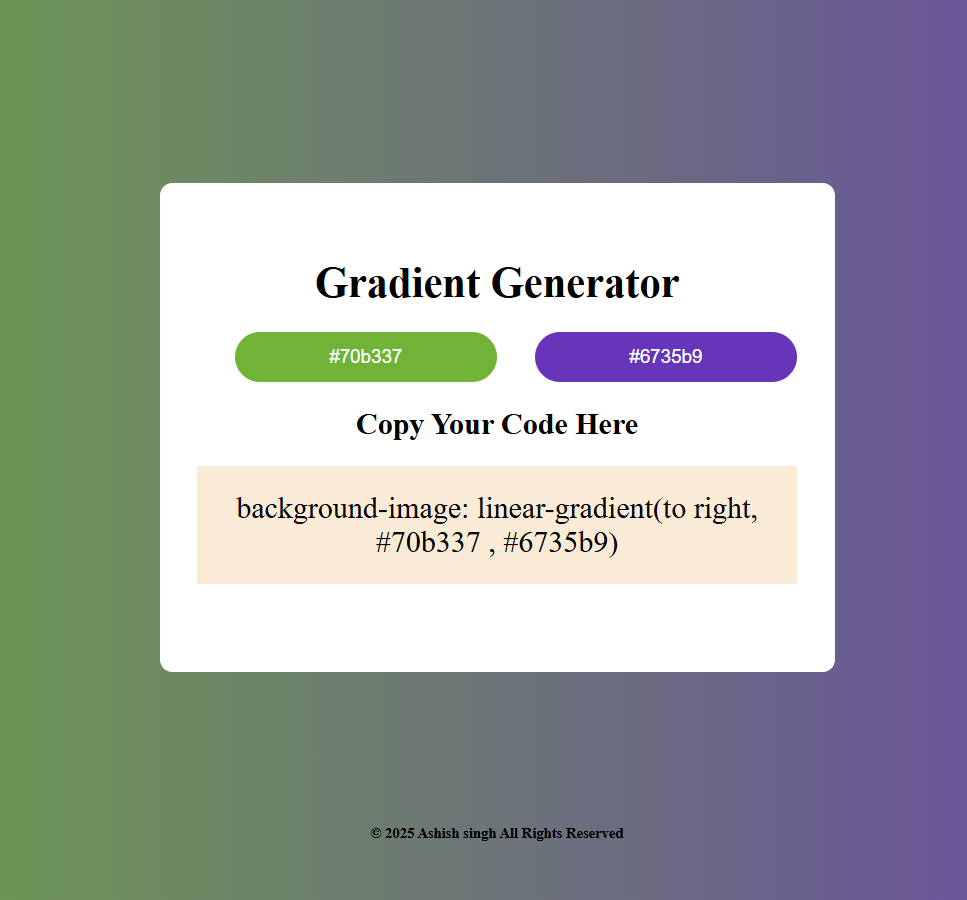 Gradient Generator
#70b337
#6735b9
Copy Your Code Here
background-image: linear-gradient(to right,
#70b337 , #6735b9)
© 2025 Ashish singh All Rights Reserved